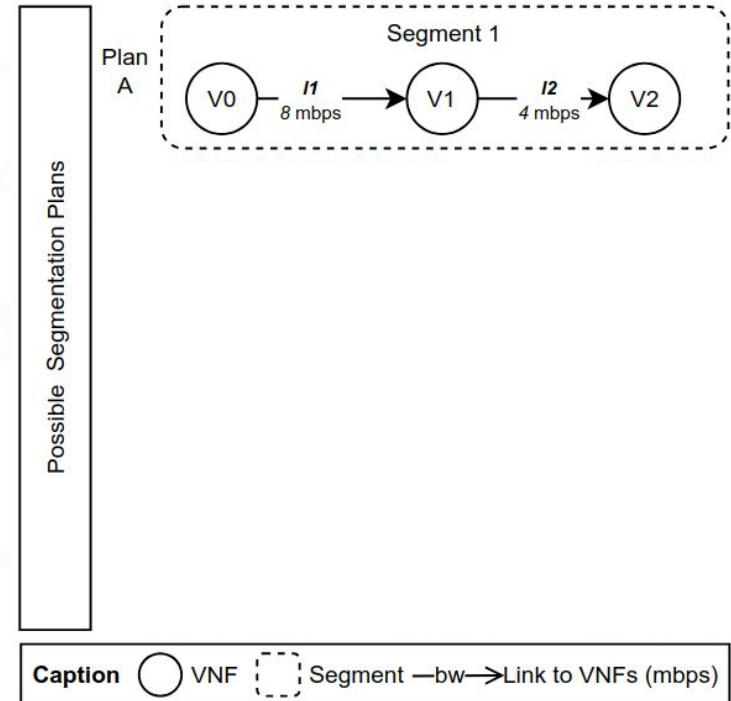 Possible Segmentation Plans
Plan
A
Segment 1
V0
l1
8 mbps
V1
l2
4 mbps
V2
Caption VNF Segment bw Link to VNFs (mbps)